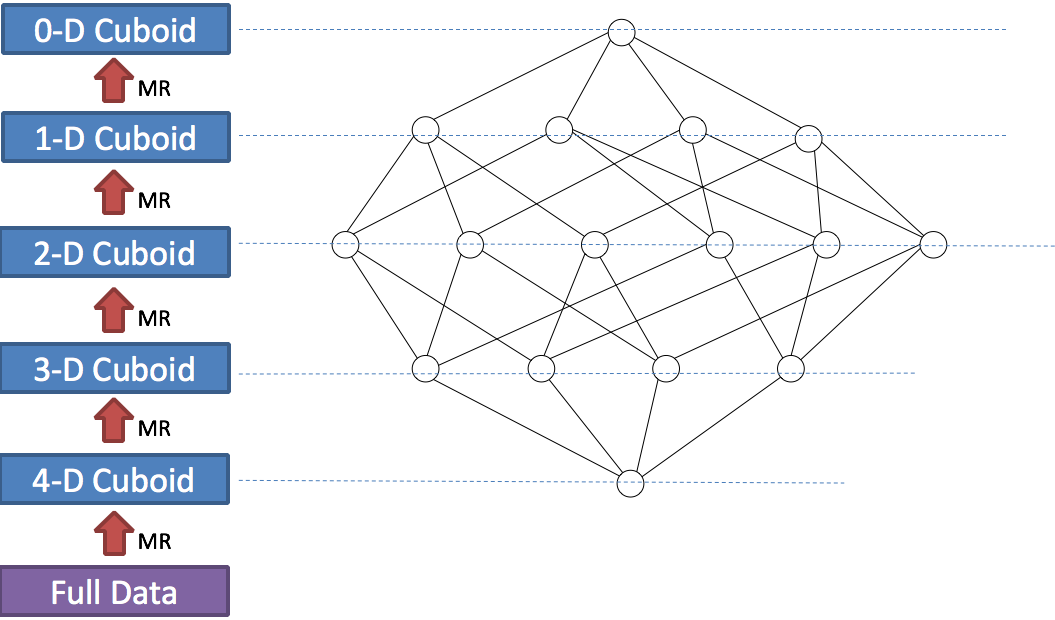 0-D Cuboid
MR
1-D Cuboid
MR
2-D Cuboid
MR
3-D Cuboid
MR
4-D Cuboid
MR
Full Data